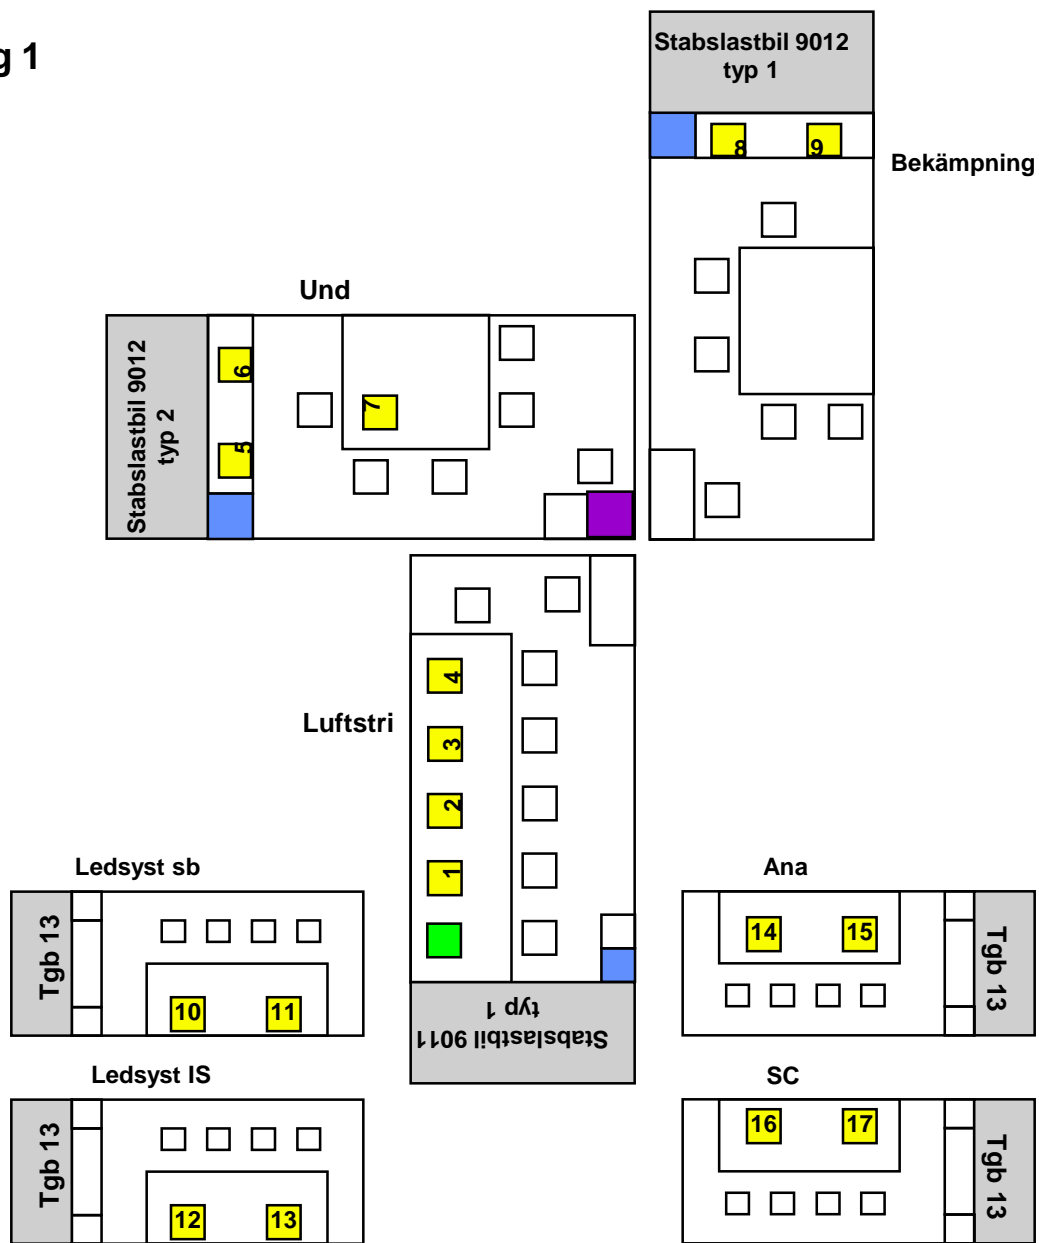 g 1
Stabslastbil 9012
typ 1
8
9
Bekämpning
Und
Stabslastbil 9012
typ 2
6
5
7
Luftstri
4
3
2
1
Stabslastbil 9011
typ 1
Ledsyst sb
Tgb 13
10
11
Ana
14
15
Tgb 13
Ledsyst IS
Tgb 13
12
13
SC
16
17
Tgb 13